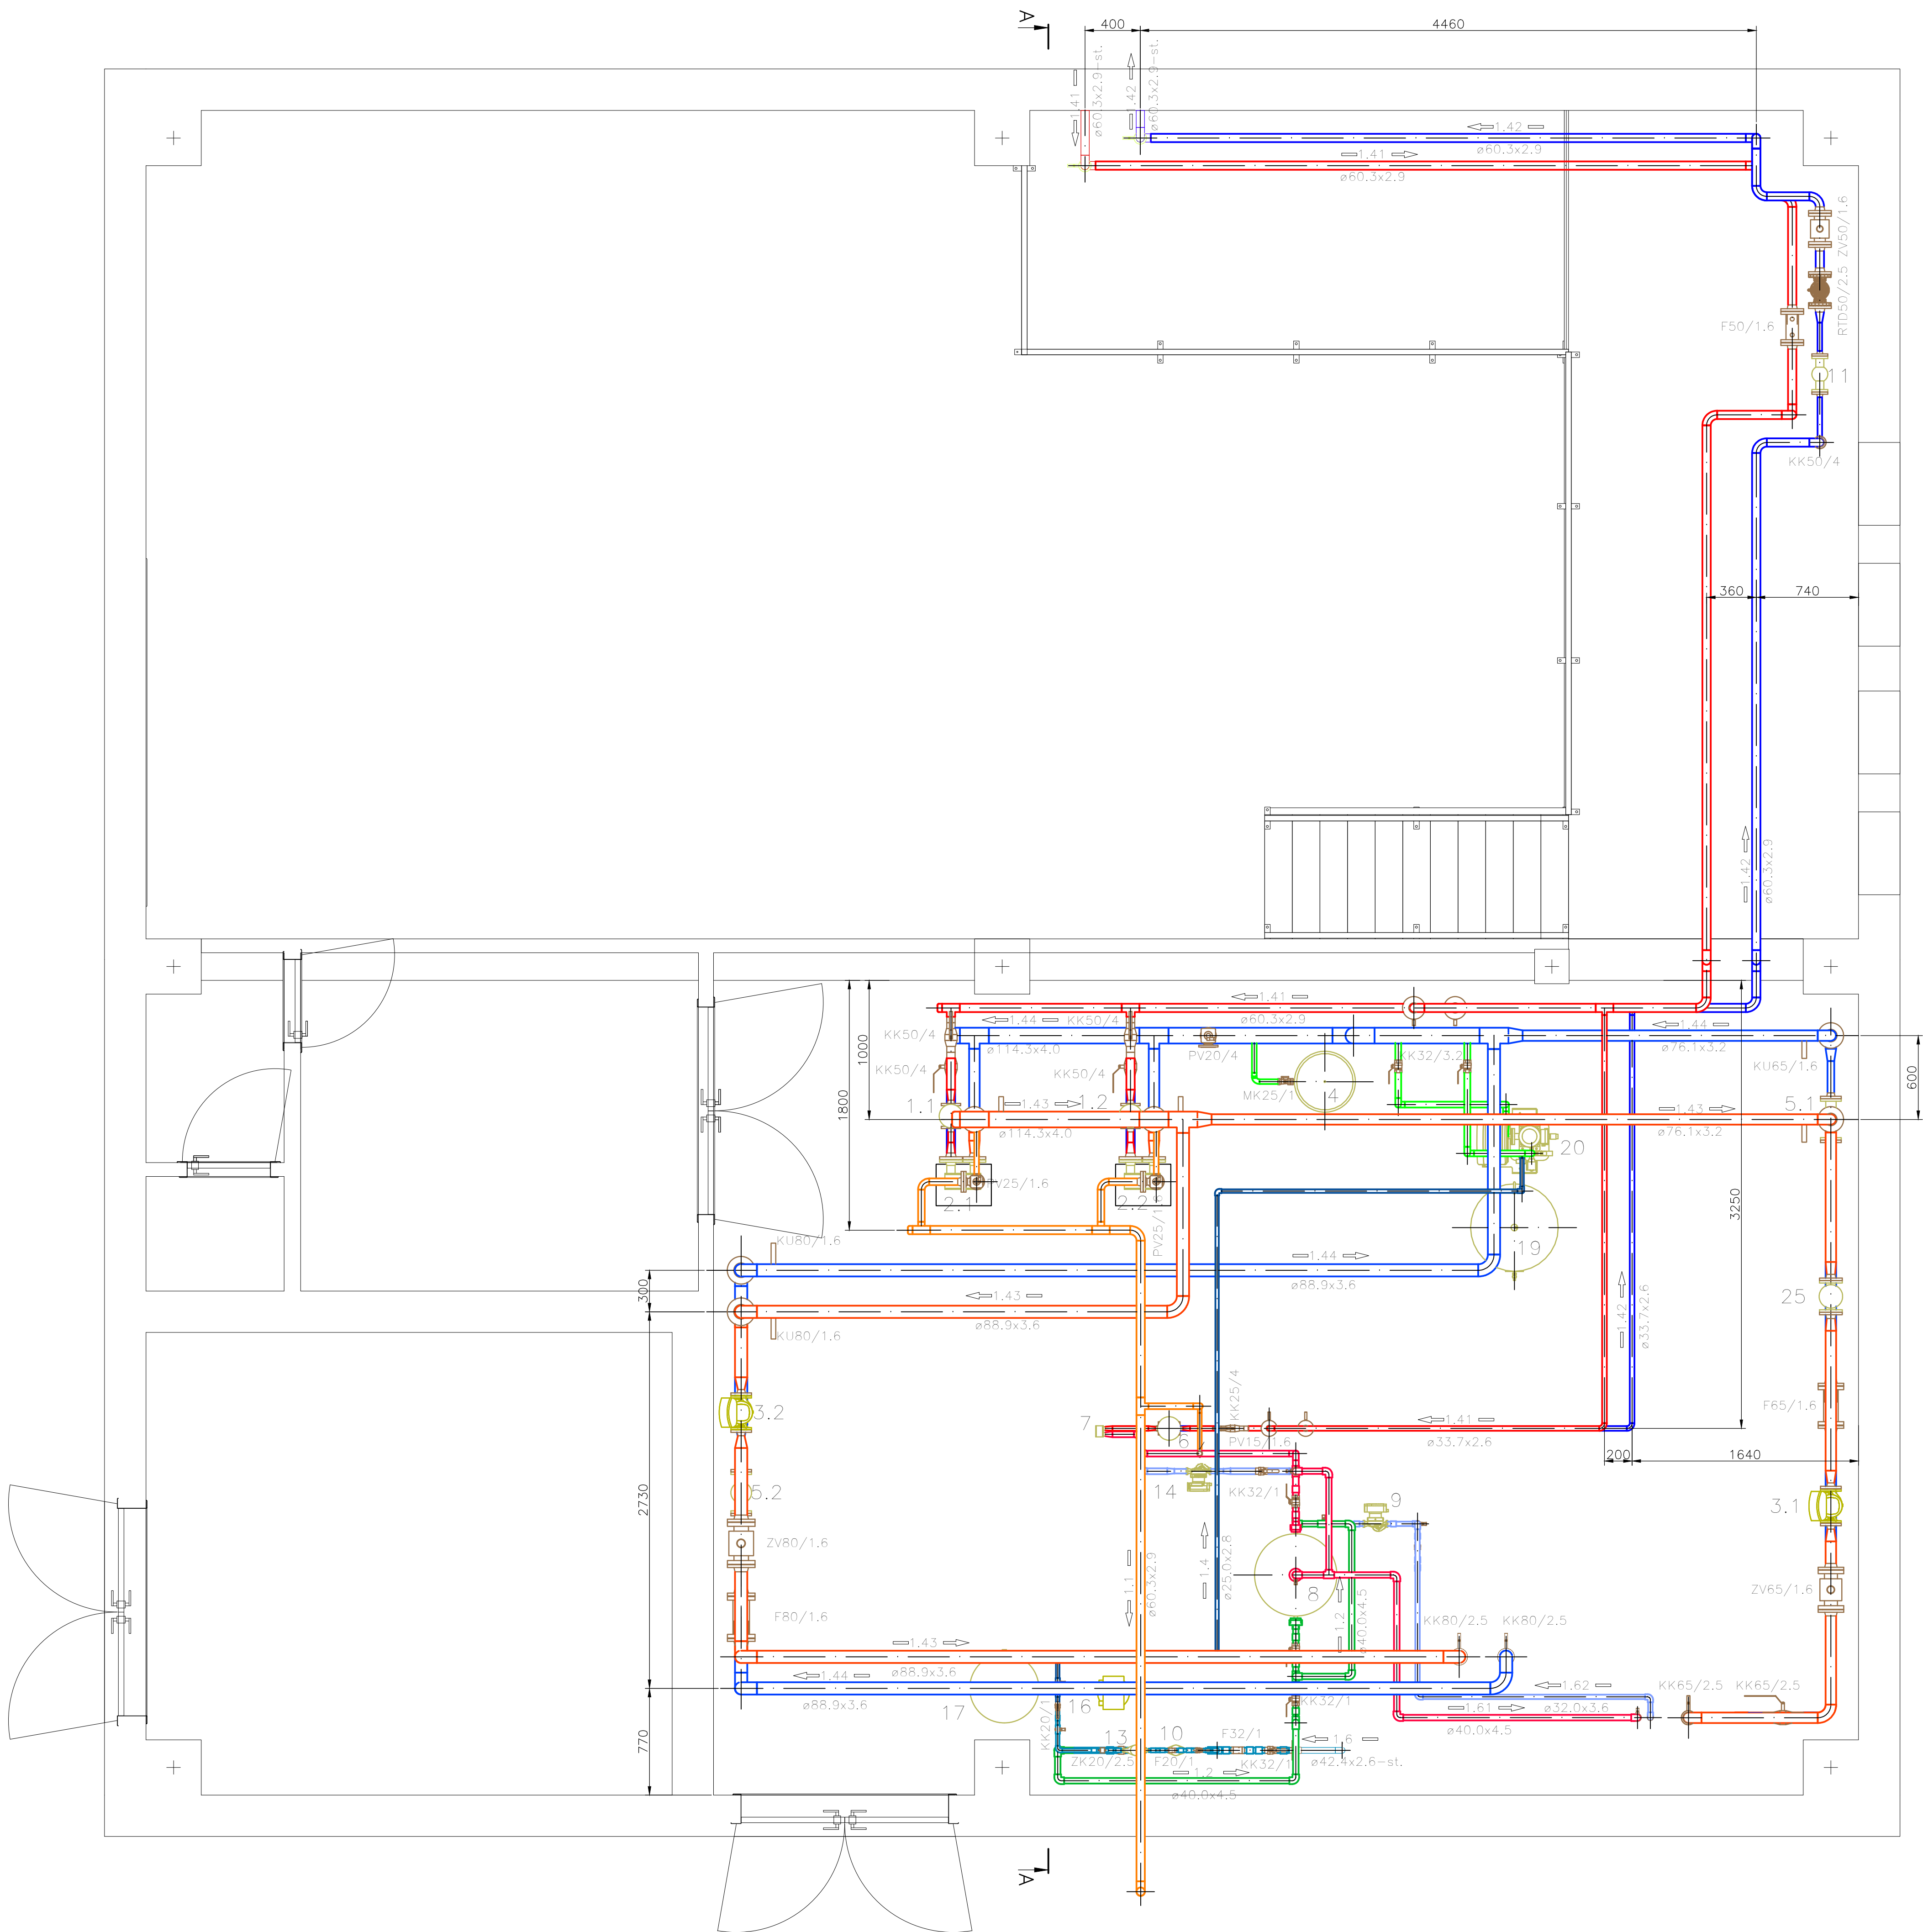 A
400
4460
1.41
ø60.3x2.9-st.
1.42
ø60.3x2.9-st.
1.42
ø60.3x2.9
1.41
ø60.3x2.9
ZV50/1.6
RTD50/2.5
F50/1.6
11
KK50/4
360
740
1.42
ø60.3x2.9
1.41
ø60.3x2.9
1.44
KK50/4
KK50/4
ø114.3x4.0
PV20/4
KK32/3.2
1.44
ø76.1x3.2
KU65/1.6
600
1000
1800
KK50/4
KK50/4
MK25/1
4
1.1
1.43
1.2
ø114.3x4.0
1.43
ø76.1x3.2
5.1
20
PV25/1.6
2.1
2.2
PV25/1.6
3250
19
KU80/1.6
1.44
ø88.9x3.6
300
1.43
ø88.9x3.6
KU80/1.6
1.42
ø33.7x2.6
25
3.2
KK25/4
F65/1.6
7
6
PV15/1.6
1.41
ø33.7x2.6
200
1640
2730
5.2
14
KK32/1
9
3.1
ZV80/1.6
1.1
ø60.3x2.9
1.4
ø25.0x2.8
8
1.2
ø40.0x4.5
ZV65/1.6
F80/1.6
KK80/2.5
KK80/2.5
1.43
ø88.9x3.6
1.44
ø88.9x3.6
17
16
KK20/1
KK32/1
1.62
ø32.0x3.6
1.61
ø40.0x4.5
KK65/2.5
KK65/2.5
770
13
10
F32/1
1.6
ZK20/2.5
F20/1
KK32/1
ø42.4x2.6-st.
1.2
ø40.0x4.5
A